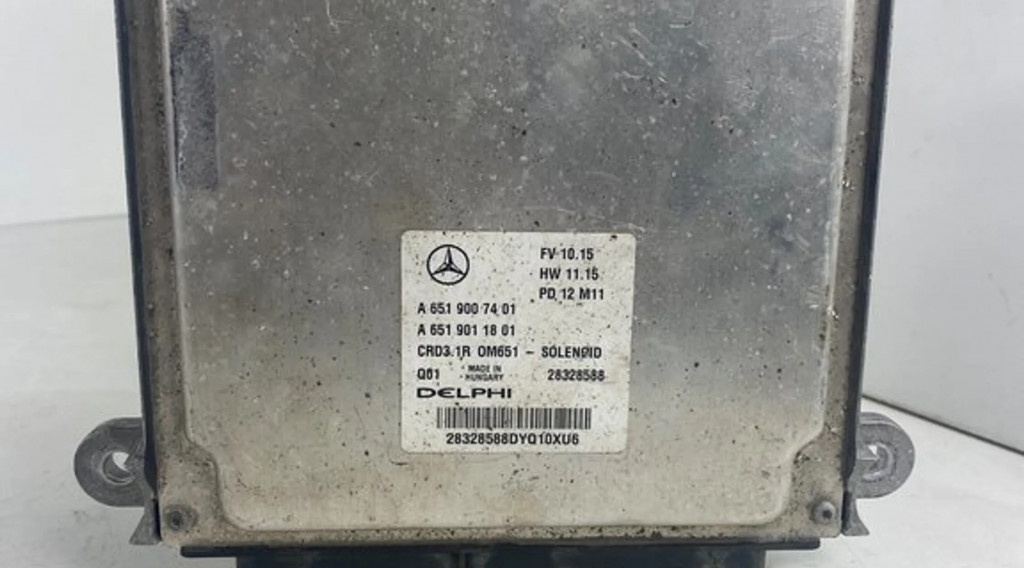 FV 10.15
HW 11.15
PD 12 M11
A 651 900 74 01
A 651 901 18 01
CRD3.1R OM651 - SOLENOID
Q01 MADE IN HUNGARY 28328588
DELPHI
28328588DYQ10XU6